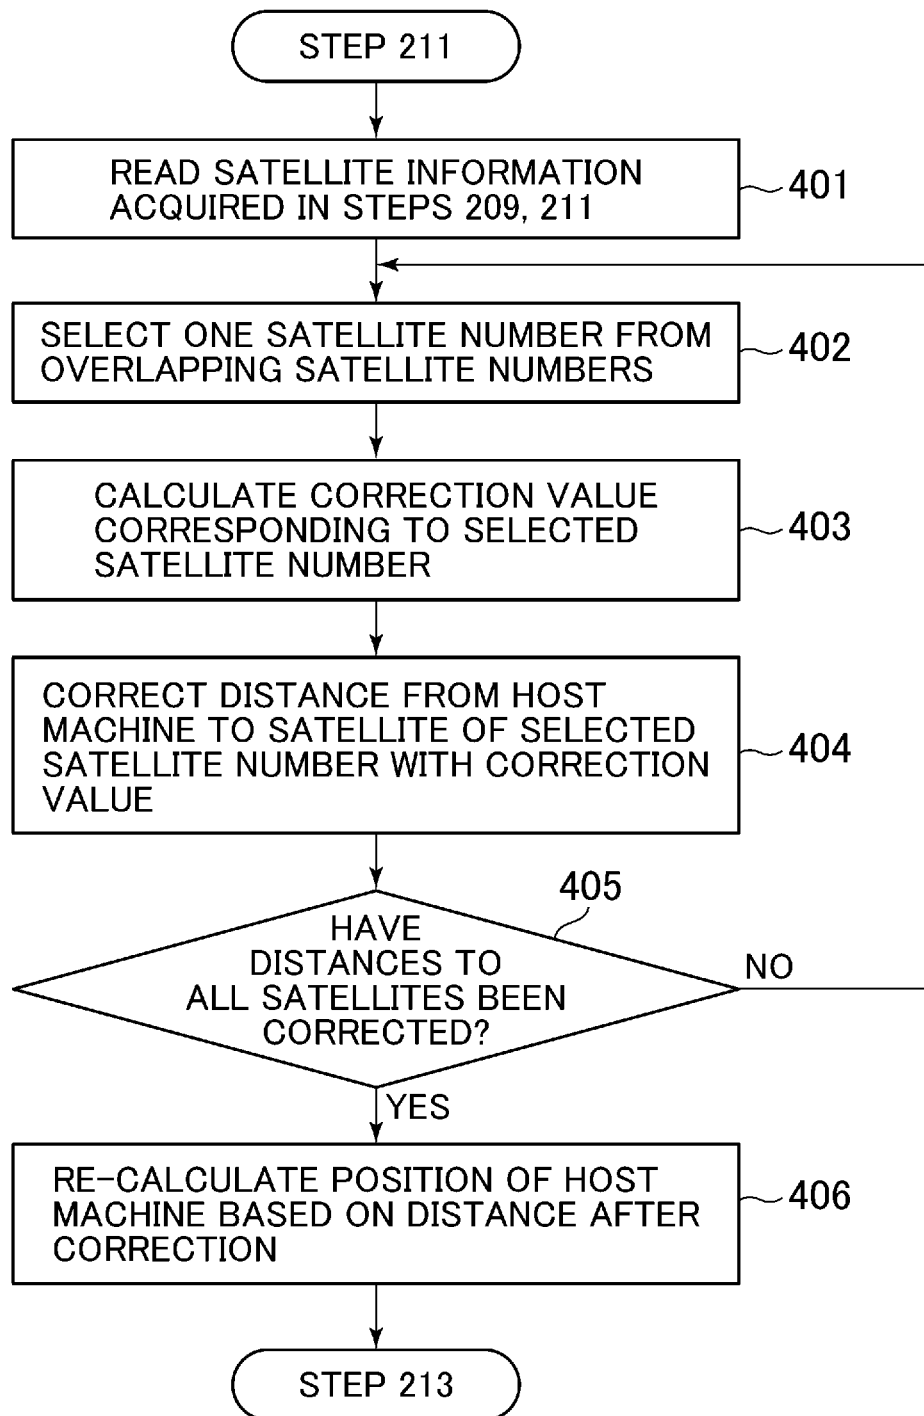 STEP 211
READ SATELLITE INFORMATION
ACQUIRED IN STEPS 209, 211
401
SELECT ONE SATELLITE NUMBER FROM
OVERLAPPING SATELLITE NUMBERS
402
CALCULATE CORRECTION VALUE
CORRESPONDING TO SELECTED
SATELLITE NUMBER
403
CORRECT DISTANCE FROM HOST
MACHINE TO SATELLITE OF SELECTED
SATELLITE NUMBER WITH CORRECTION
VALUE
404
405
HAVE
DISTANCES TO
ALL SATELLITES BEEN
CORRECTED?
NO
YES
RE-CALCULATE POSITION OF HOST
MACHINE BASED ON DISTANCE AFTER
CORRECTION
406
STEP 213